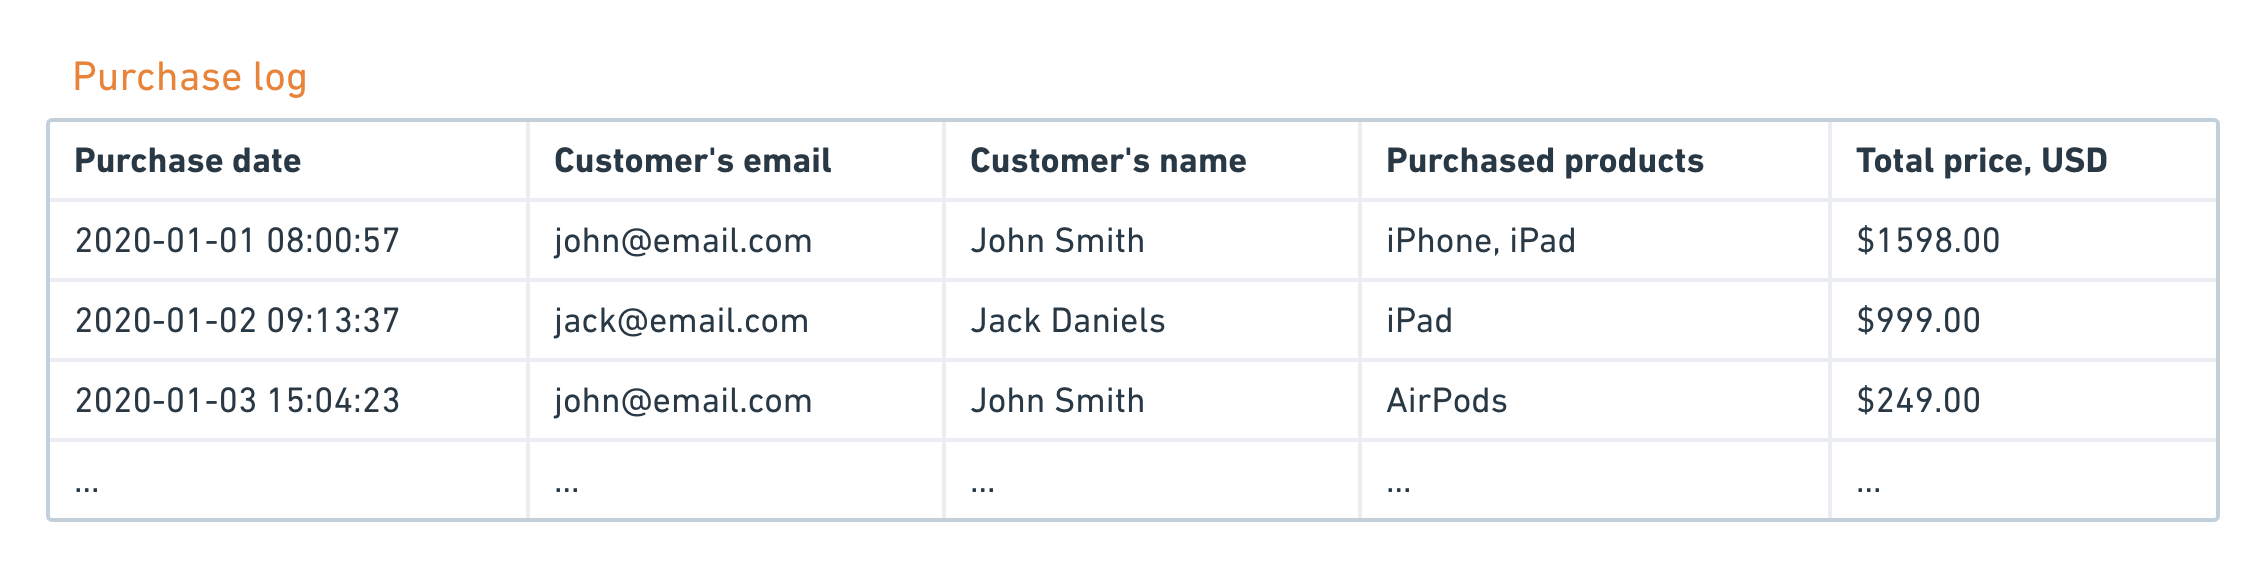 Purchase log
Purchase date Customer's email Customer's name Purchased products Total price, USD
2020-01-01 08:00:57 john@email.com John Smith iPhone, iPad $1598.00
2020-01-02 09:13:37 jack@email.com Jack Daniels iPad $999.00
2020-01-03 15:04:23 john@email.com John Smith AirPods $249.00
... ... ... ... ...